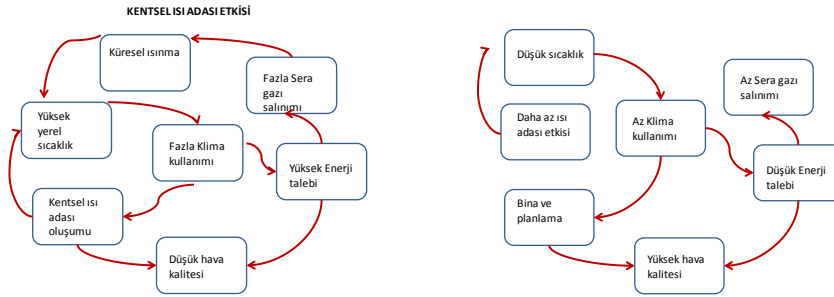 KENTSEL ISI ADASI ETKİSİ
Küresel ısınma
Fazla Sera
gazı
salınımı
Yüksek
yerel
sıcaklık
Fazla Klima
kullanımı
Yüksek Enerji
talebi
Kentsel ısı
adası
oluşumu
Düşük hava
kalitesi
Düşük sıcaklık
Az Sera gazı
salınımı
Daha az ısı
adası etkisi
Az Klima
kullanımı
Düşük Enerji
talebi
Bina ve
planlama
Yüksek hava
kalitesi